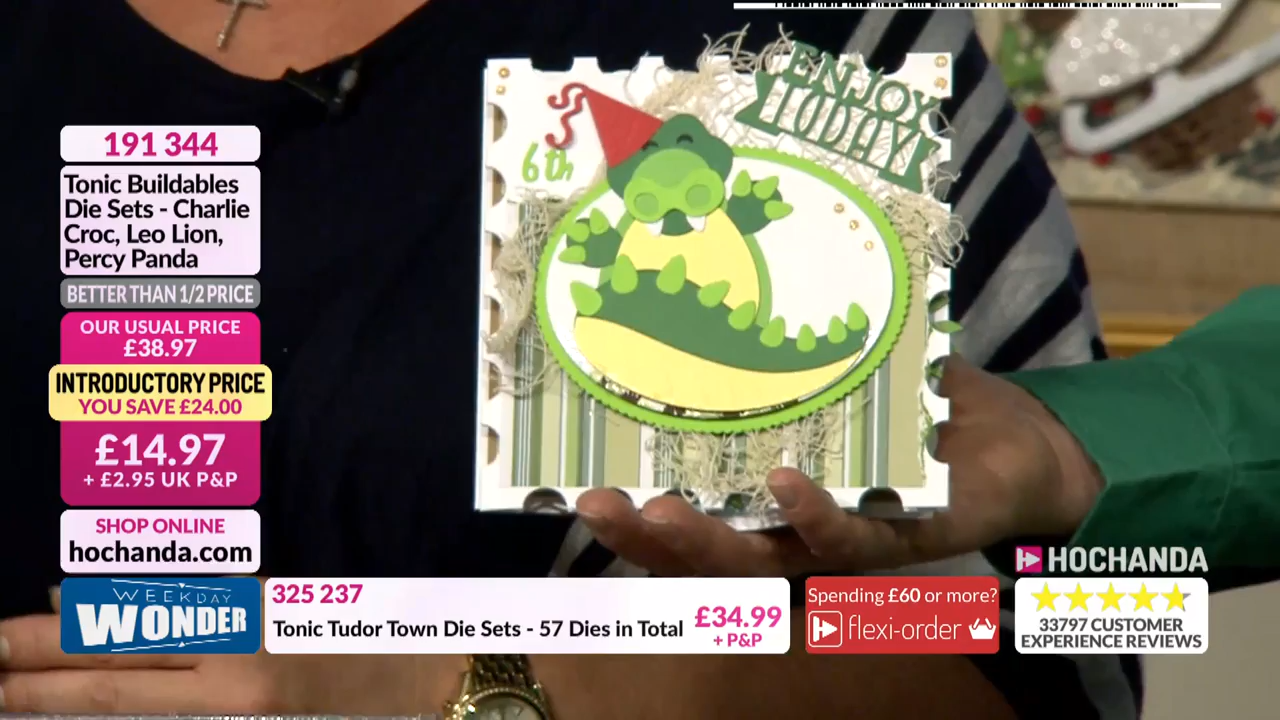 191 344
Tonic Buildables
Die Sets - Charlie
Croc, Leo Lion,
Percy Panda
BETTER THAN 1/2 PRICE
OUR USUAL PRICE
£38.97
INTRODUCTORY PRICE
YOU SAVE £24.00
£14.97
+ £2.95 UK P&P
SHOP ONLINE
hochanda.com
ENJOY
TODAY
6th
HOCHANDA
WEEKDAY
WONDER
325 237
Tonic Tudor Town Die Sets - 57 Dies in Total
£34.99
+ P&P
Spending £60 or more?
flexi-order
33797 CUSTOMER
EXPERIENCE REVIEWS